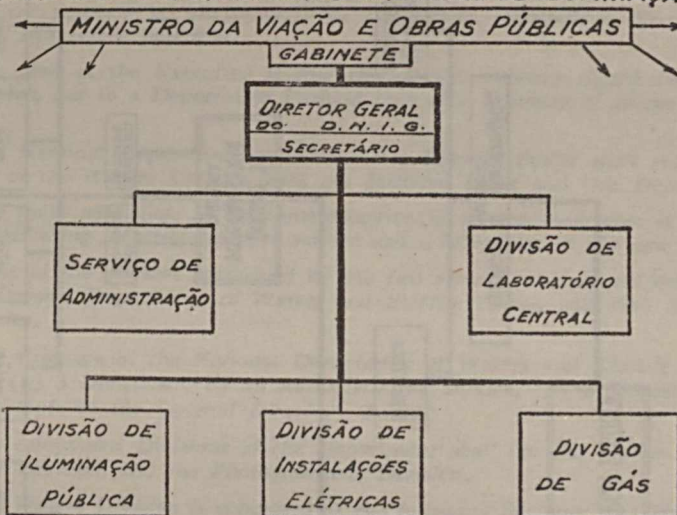 MINISTRO DA VIAÇÃO E OBRAS PÚBLICAS
GABINETE
DIRETOR GERAL
DO D. N. I. G.
SECRETÁRIO
SERVIÇO DE
ADMINISTRAÇÃO
DIVISÃO DE
LABORATÓRIO
CENTRAL
DIVISÃO DE
ILUMINAÇÃO
PÚBLICA
DIVISÃO DE
INSTALAÇÕES
ELÉTRICAS
DIVISÃO
DE GÁS